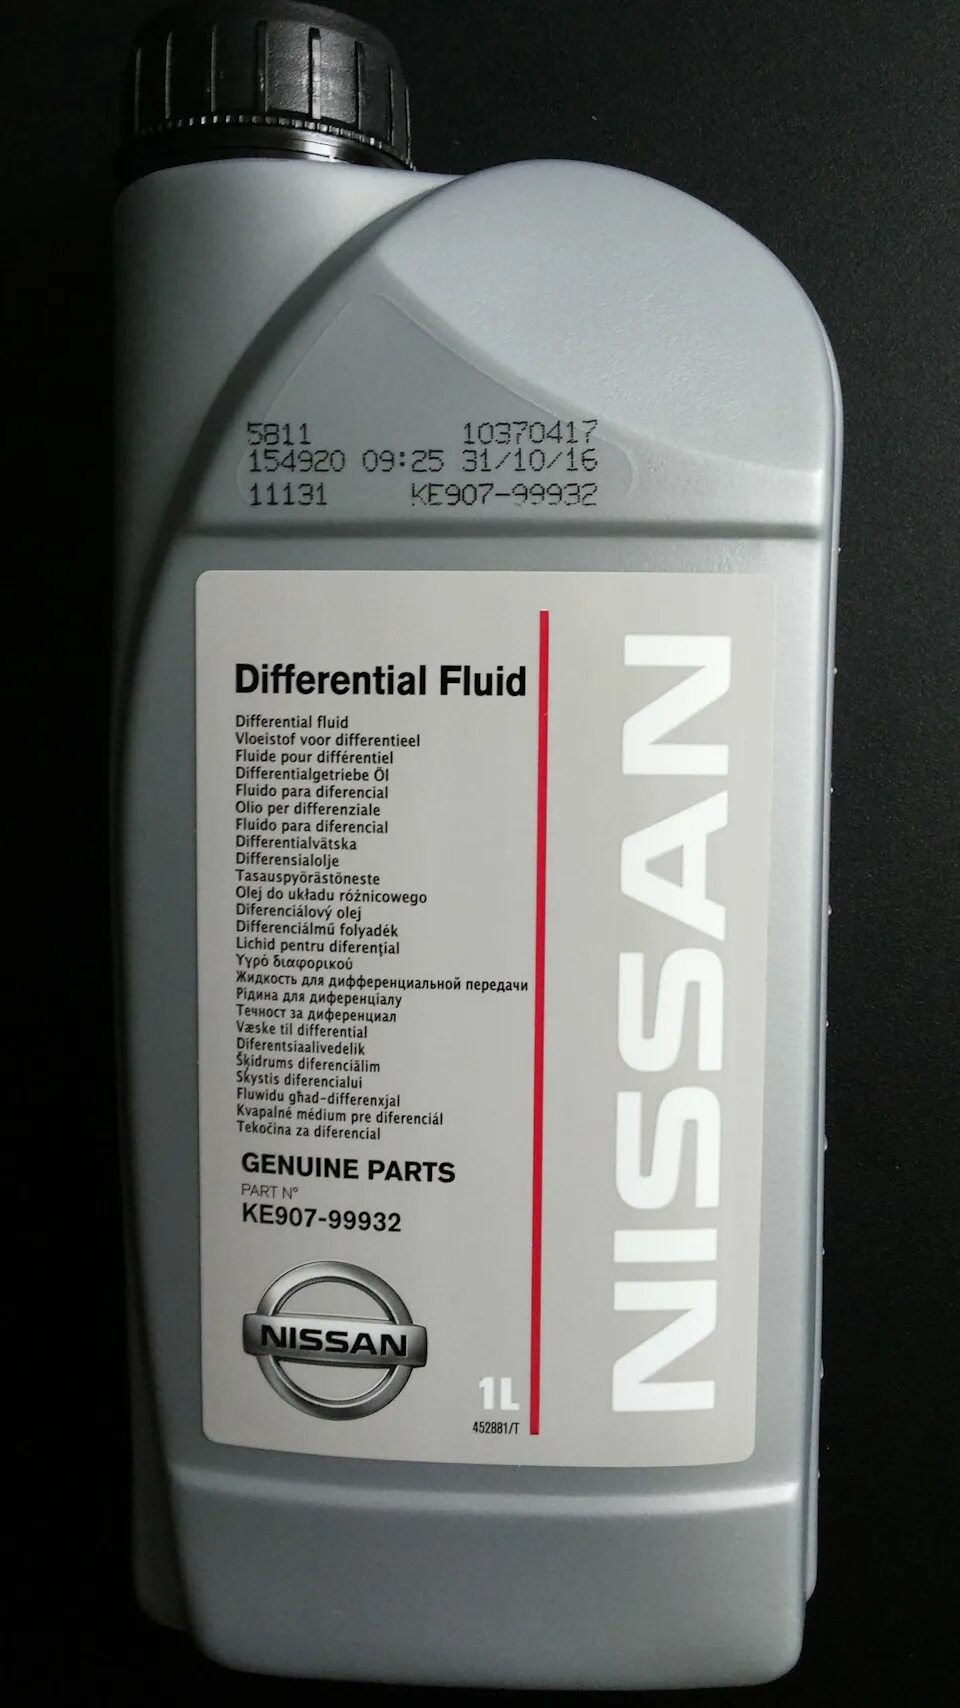 5811 10370417
154920 09:25 31/10/16
11131 KE907-99932
Differential Fluid
Differential fluid
Vloeistof voor differentieel
Fluide pour différentiel
Differentialgetriebe Öl
Fluido para diferencial
Olio per differenziale
Fluido para diferencial
Differentialvätska
Differensialolje
Tasauspyörästöneste
Olej do układu różnicowego
Diferenciálový olej
Differenciálmű folyadék
Lichid pentru diferenţial
Υγρό διαφορικού
Жидкость для дифференциальной передачи
Рідина для диференціалу
Течност за диференциал
Væske til differential
Diferentsiaalivedelik
Šķidrums diferenciālim
Skystis diferencialui
Fluwidu għad-differenxjal
Kvapalné médium pre diferenciál
Tekočina za diferencial
GENUINE PARTS
PART N°
KE907-99932
NISSAN
1L
452881/T
NISSAN